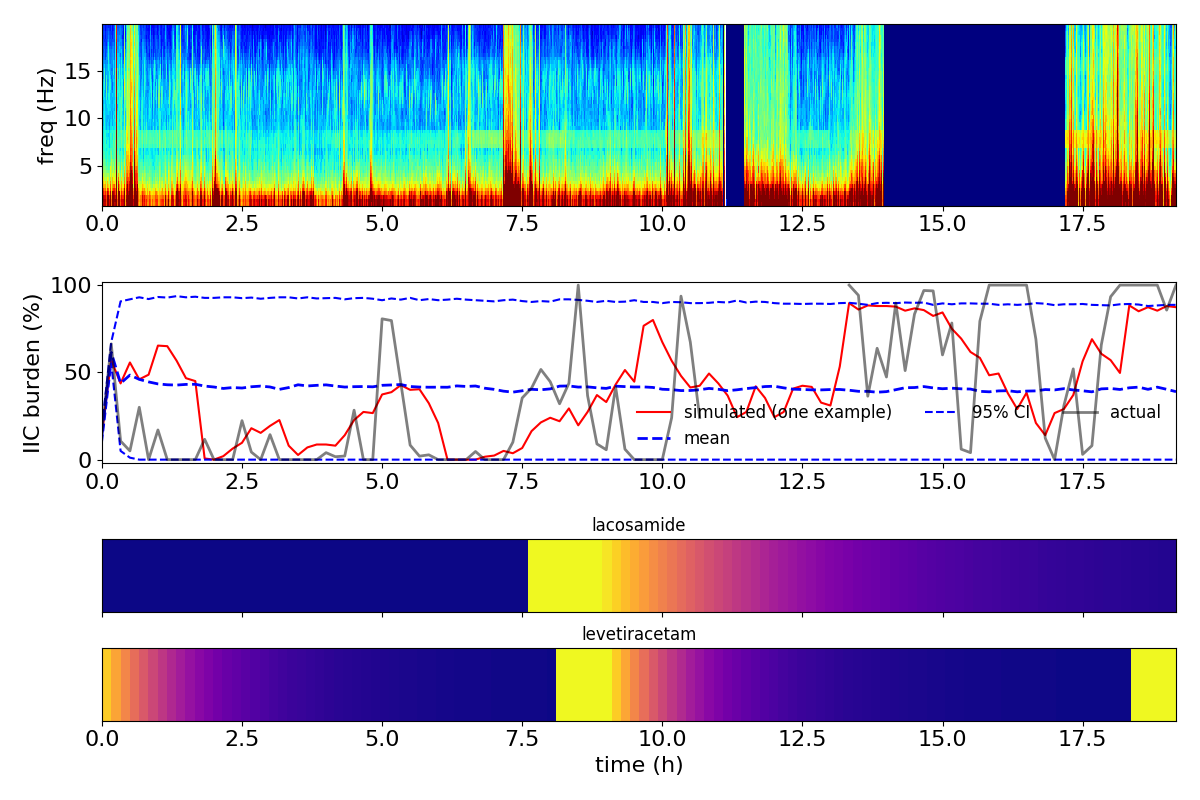 freq (Hz)
15
10
5
0.0 2.5 5.0 7.5 10.0 12.5 15.0 17.5
IIC burden (%)
100
50
0
simulated (one example) 95% CI actual
mean
0.0 2.5 5.0 7.5 10.0 12.5 15.0 17.5
lacosamide
levetiracetam
0.0 2.5 5.0 7.5 10.0 12.5 15.0 17.5
time (h)